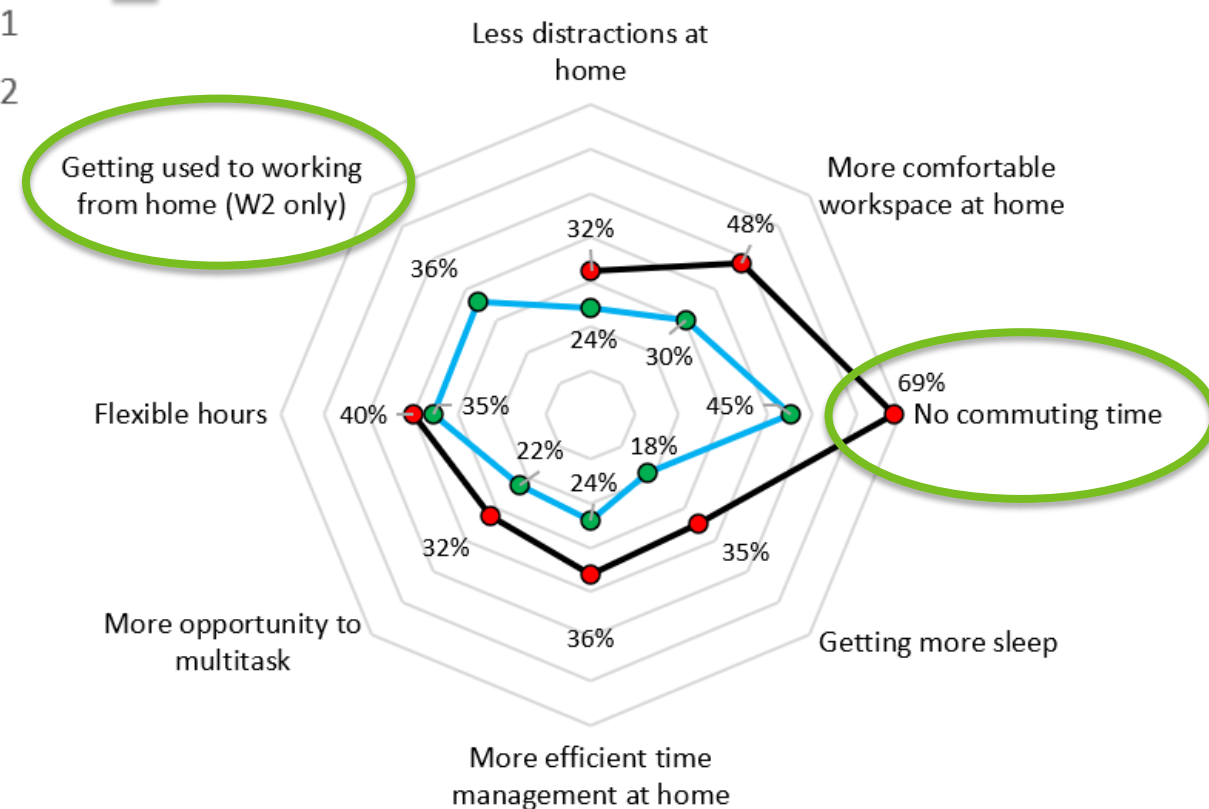 1
2
Less distractions at
home
Getting used to working
from home (W2 only)
More comfortable
workspace at home
32%
48%
36%
24%
30%
69%
No commuting time
45%
Flexible hours
40%
35%
22%
18%
24%
32%
35%
36%
More opportunity to
multitask
Getting more sleep
More efficient time
management at home